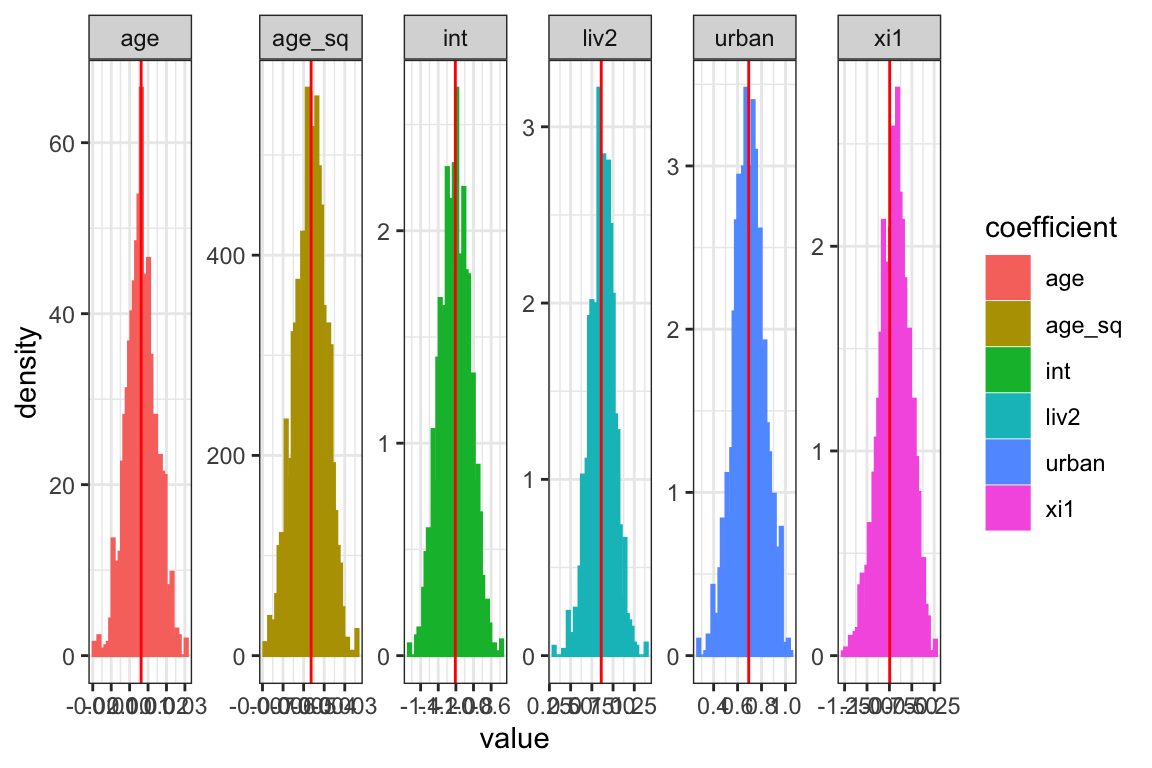 age age_sq int liv2 urban xi1
density
60
40
20
0
400
200
0
2
1
0
3
2
1
0
3
2
1
0
2
1
0
0.4 0.6 0.8 1.0
value
coefficient
age
age_sq
int
liv2
urban
xi1